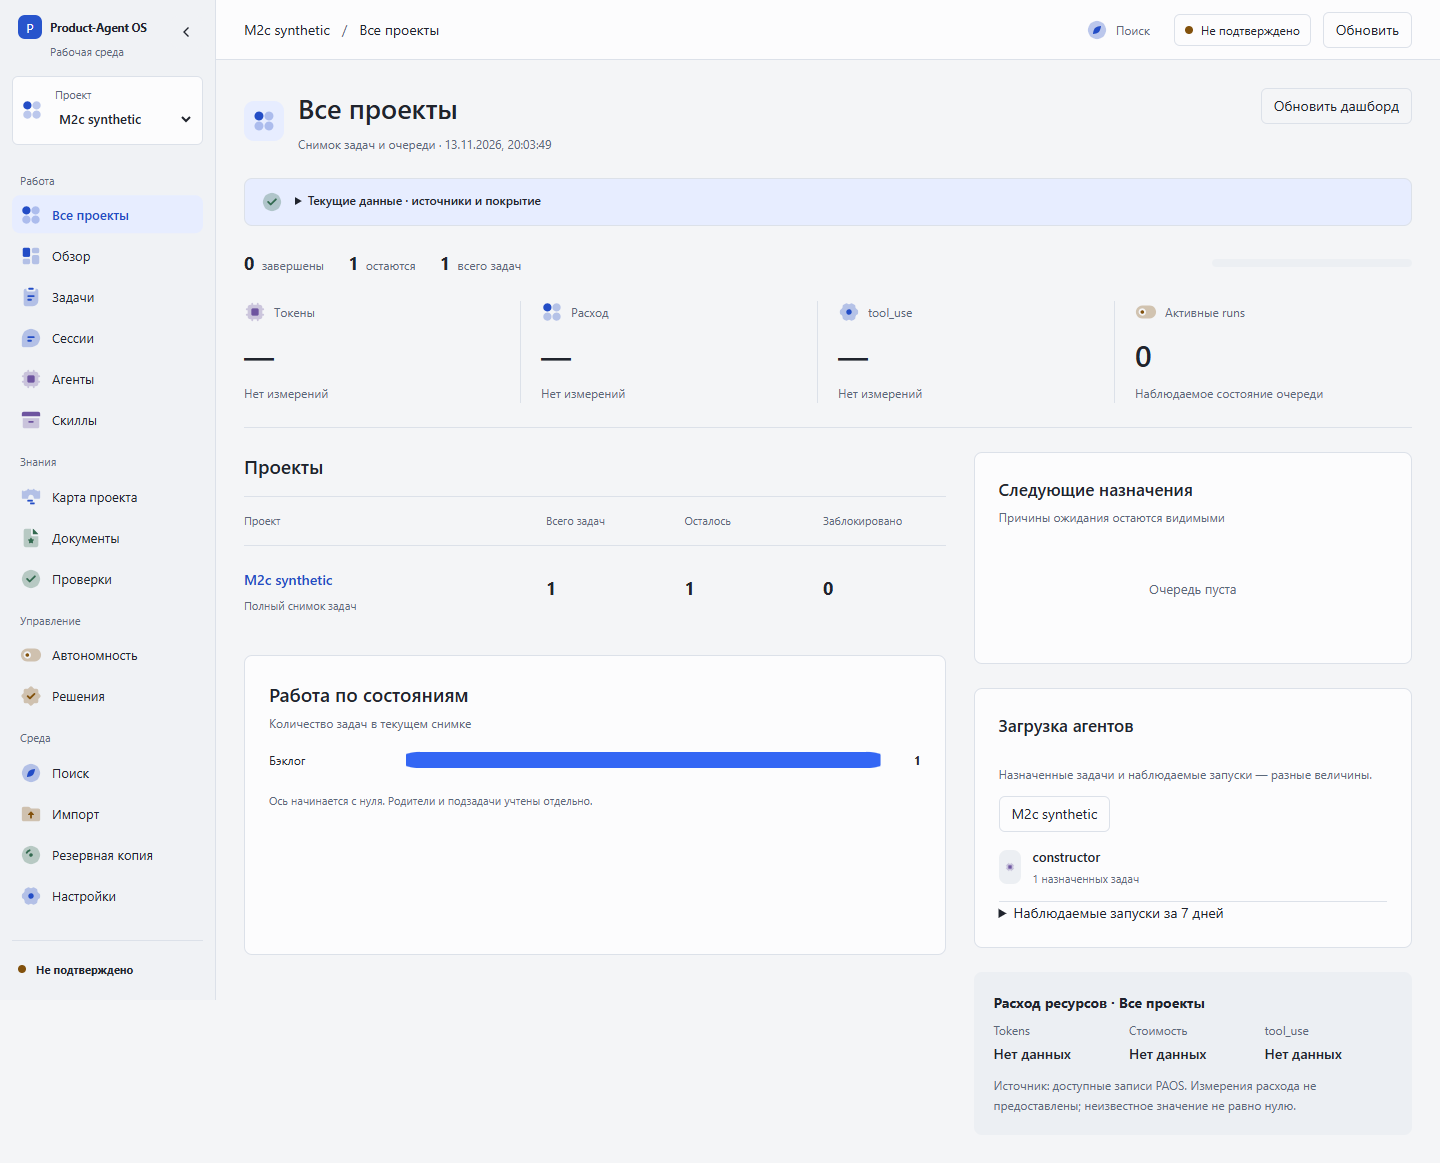 P
Product-Agent OS
Рабочая среда
Проект
M2c synthetic
Работа
Все проекты
Обзор
Задачи
Сессии
Агенты
Скиллы
Знания
Карта проекта
Документы
Проверки
Управление
Автономность
Решения
Среда
Поиск
Импорт
Резервная копия
Настройки
Не подтверждено
M2c synthetic / Все проекты
Поиск
Не подтверждено
Обновить
Все проекты
Снимок задач и очереди · 13.11.2026, 20:03:49
Обновить дашборд
Текущие данные · источники и покрытие
0 завершены 1 остаются 1 всего задач
Токены
—
Нет измерений
Расход
—
Нет измерений
tool_use
—
Нет измерений
Активные runs
0
Наблюдаемое состояние очереди
Проекты
Проект Всего задач Осталось Заблокировано
M2c synthetic 1 1 0
Полный снимок задач
Работа по состояниям
Количество задач в текущем снимке
Бэклог 1
Ось начинается с нуля. Родители и подзадачи учтены отдельно.
Следующие назначения
Причины ожидания остаются видимыми
Очередь пуста
Загрузка агентов
Назначенные задачи и наблюдаемые запуски — разные величины.
M2c synthetic
constructor
1 назначенных задач
Наблюдаемые запуски за 7 дней
Расход ресурсов · Все проекты
Tokens Стоимость tool_use
Нет данных Нет данных Нет данных
Источник: доступные записи PAOS. Измерения расхода не
предоставлены; неизвестное значение не равно нулю.